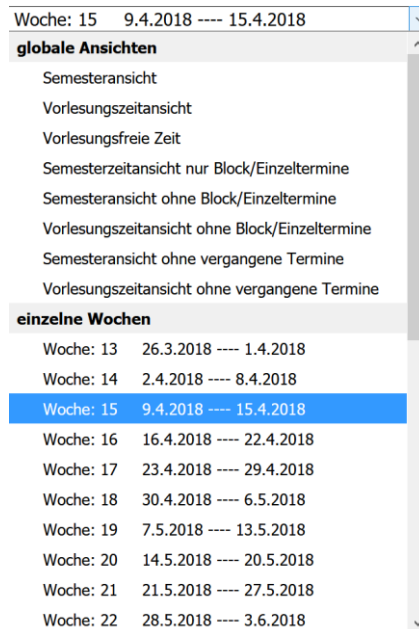 Woche: 15 9.4.2018 ---- 15.4.2018
globale Ansichten
Semesteransicht
Vorlesungszeitansicht
Vorlesungsfreie Zeit
Semesterzeitansicht nur Block/Einzeltermine
Semesteransicht ohne Block/Einzeltermine
Vorlesungszeitansicht ohne Block/Einzeltermine
Semesteransicht ohne vergangene Termine
Vorlesungszeitansicht ohne vergangene Termine
einzelne Wochen
Woche: 13 26.3.2018 ---- 1.4.2018
Woche: 14 2.4.2018 ---- 8.4.2018
Woche: 15 9.4.2018 ---- 15.4.2018
Woche: 16 16.4.2018 ---- 22.4.2018
Woche: 17 23.4.2018 ---- 29.4.2018
Woche: 18 30.4.2018 ---- 6.5.2018
Woche: 19 7.5.2018 ---- 13.5.2018
Woche: 20 14.5.2018 ---- 20.5.2018
Woche: 21 21.5.2018 ---- 27.5.2018
Woche: 22 28.5.2018 ---- 3.6.2018